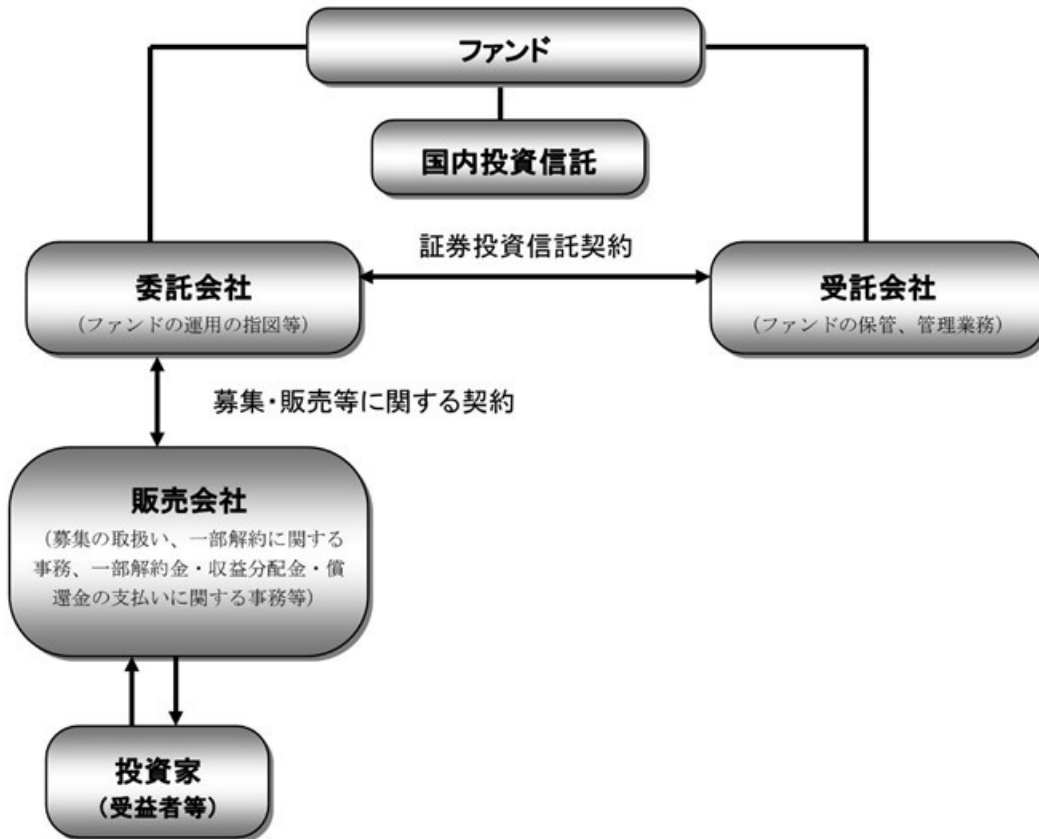 ファンド
国内投資信託
証券投資信託契約
委託会社
（ファンドの運用の指図等）
受託会社
（ファンドの保管、管理業務）
募集・販売等に関する契約
販売会社
（募集の取扱い、一部解約に関する
事務、一部解約金・収益分配金・償
還金の支払いに関する事務等）
投資家
（受益者等）